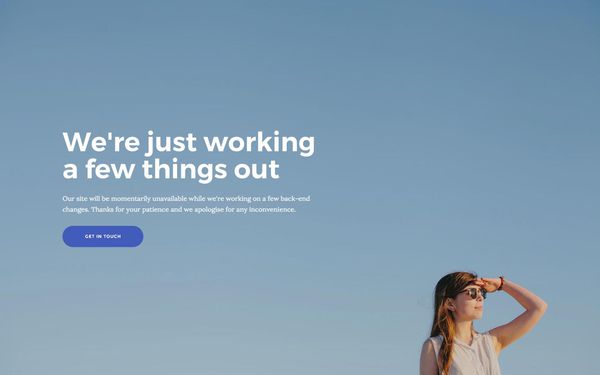 We're just working
a few things out
Our site will be momentarily unavailable while we're working on a few back-end
changes. Thanks for your patience and we apologise for any inconvenience.
GET IN TOUCH